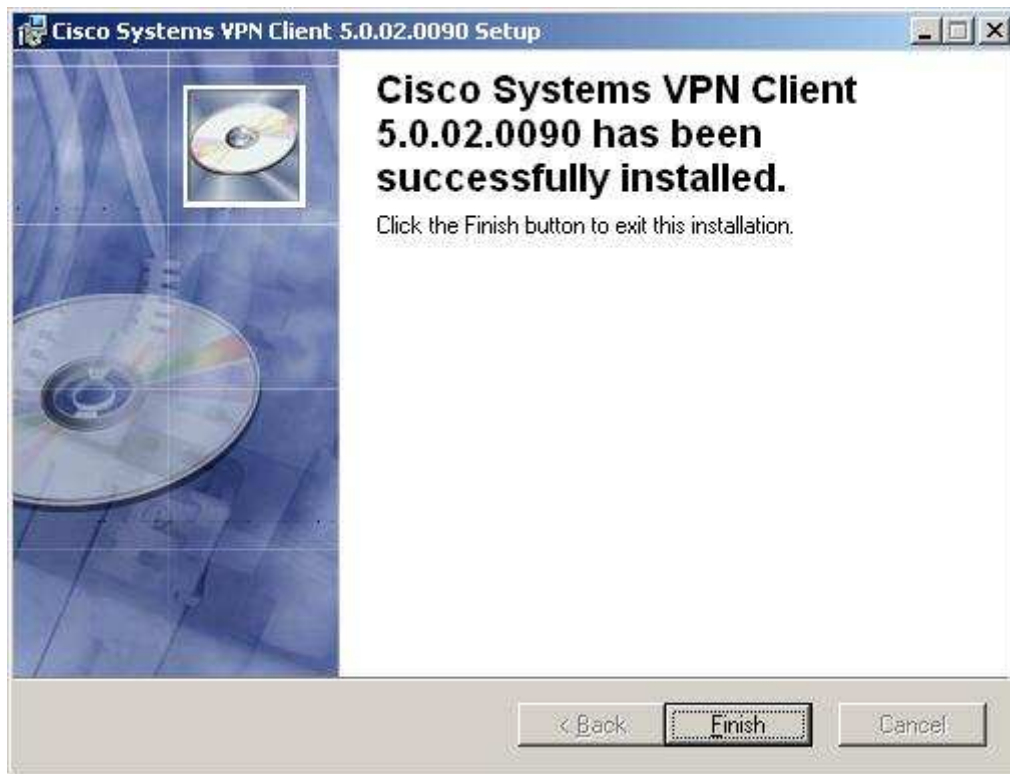 Cisco Systems VPN Client 5.0.02.0090 Setup
Cisco Systems VPN Client
5.0.02.0090 has been
successfully installed.
Click the Finish button to exit this installation.
< Back
Finish
Cancel